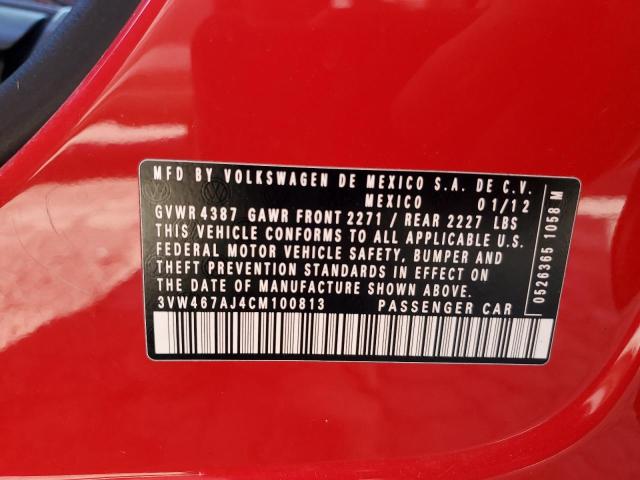 MFD BY VOLKSWAGEN DE MEXICO S.A. DE C.V.
MEXICO 01/12
GVWR 4387 GAWR FRONT 2271 / REAR 2227 LBS
THIS VEHICLE CONFORMS TO ALL APPLICABLE U.S.
FEDERAL MOTOR VEHICLE SAFETY, BUMPER AND
THEFT PREVENTION STANDARDS IN EFFECT ON
THE DATE OF MANUFACTURE SHOWN ABOVE.
3VW467AJ4CM100813 PASSENGER CAR
0526365 1058 M